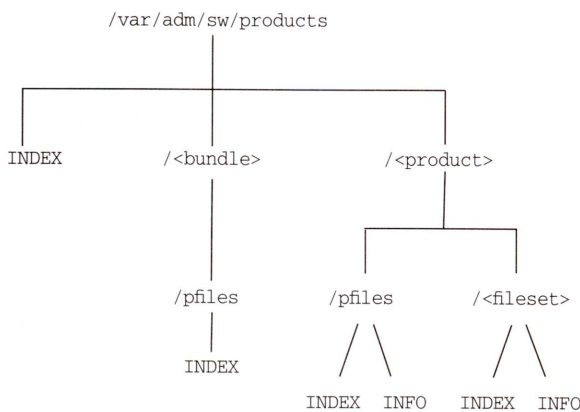 /var/adm/sw/products
INDEX /<bundle> /<product>
/pfiles /pfiles /<fileset>
INDEX
INDEX INFO INDEX INFO